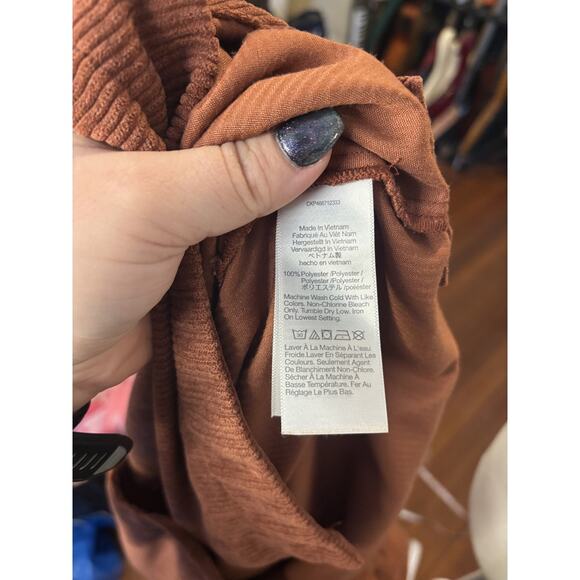 CKP466712333
Made In Vietnam
Fabriqué Au Viêt Nam
Hergestellt In Vietnam
Vervaardigd In Vietnam
ベトナム製
hecho en vietnam
100% Polyester /Polyester /
Polyester /Polyester /
ポリエステル /poliéster
Machine Wash Cold With Like
Colors. Non-Chlorine Bleach
Only. Tumble Dry Low. Iron
On Lowest Setting.
Laver À La Machine À L'eau
Froide.Laver En Séparant Les
Couleurs. Seulement Agent
De Blanchiment Non-Chlore.
Sécher À La Machine À
Basse Température. Fer Au
Réglage Le Plus Bas.